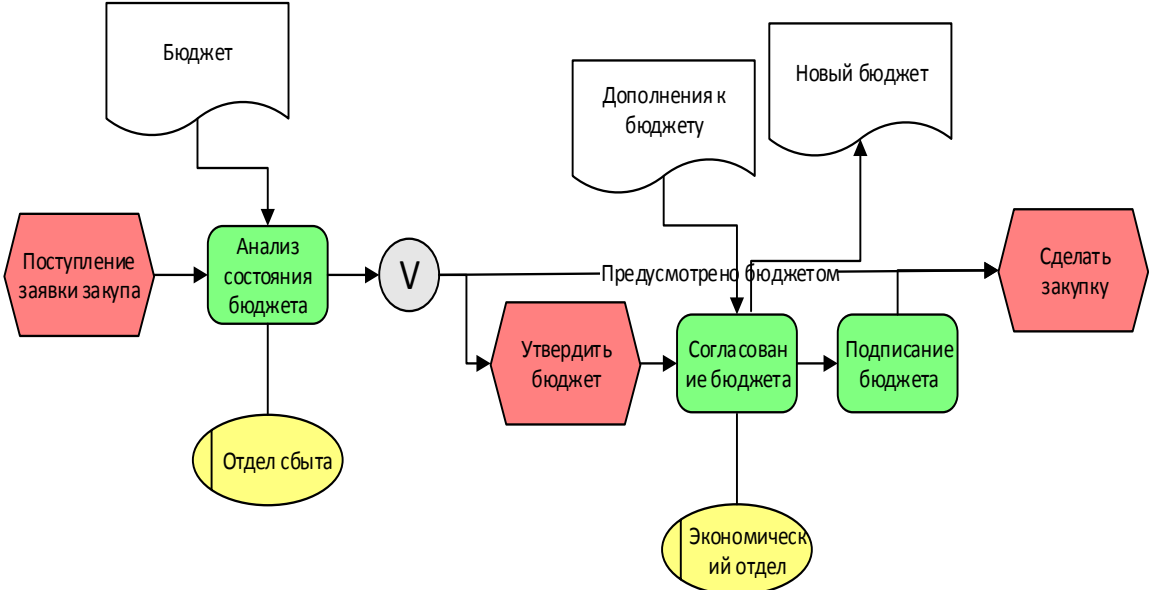 Бюджет
Дополнения к
бюджету
Новый бюджет
Поступление
заявки закупа
Анализ
состояния
бюджета
V
Предусмотрено бюджетом
Сделать
закупку
Утвердить
бюджет
Согласован
ие бюджета
Подписание
бюджета
Отдел сбыта
Экономическ
ий отдел